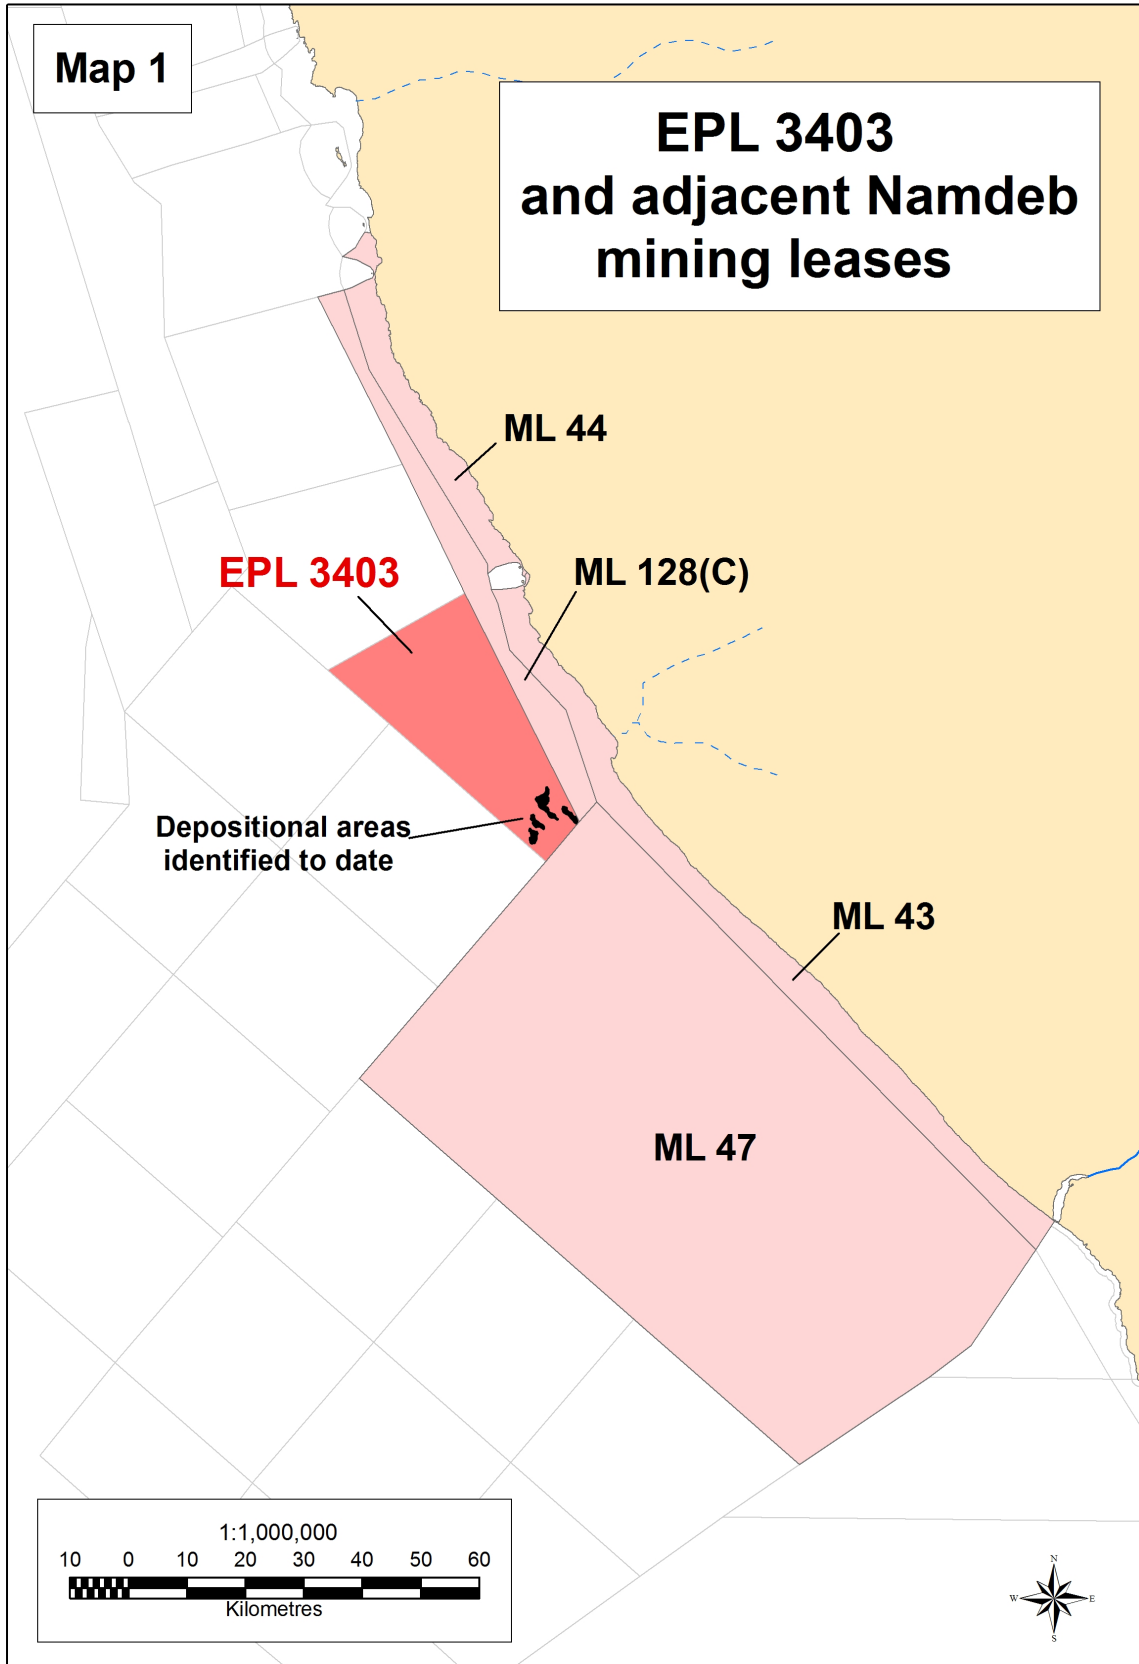 Map 1
EPL 3403
and adjacent Namdeb
mining leases
ML 44
EPL 3403
ML 128(C)
Depositional areas
identified to date
ML 43
ML 47
1:1,000,000
10 0 10 20 30 40 50 60
Kilometres
N
W E
S